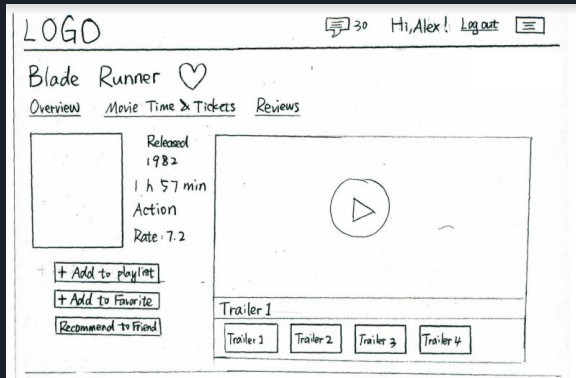 LOGO 30 Hi, Alex! Log out
Blade Runner
Overview Movie Time & Tickets Reviews
Released
1982
1 h 57 min
Action
Rate: 7.2
+ Add to playlist
+ Add to Favorite
Recommend to Friend
Trailer 1
Trailer 1 Trailer 2 Trailer 3 Trailer 4